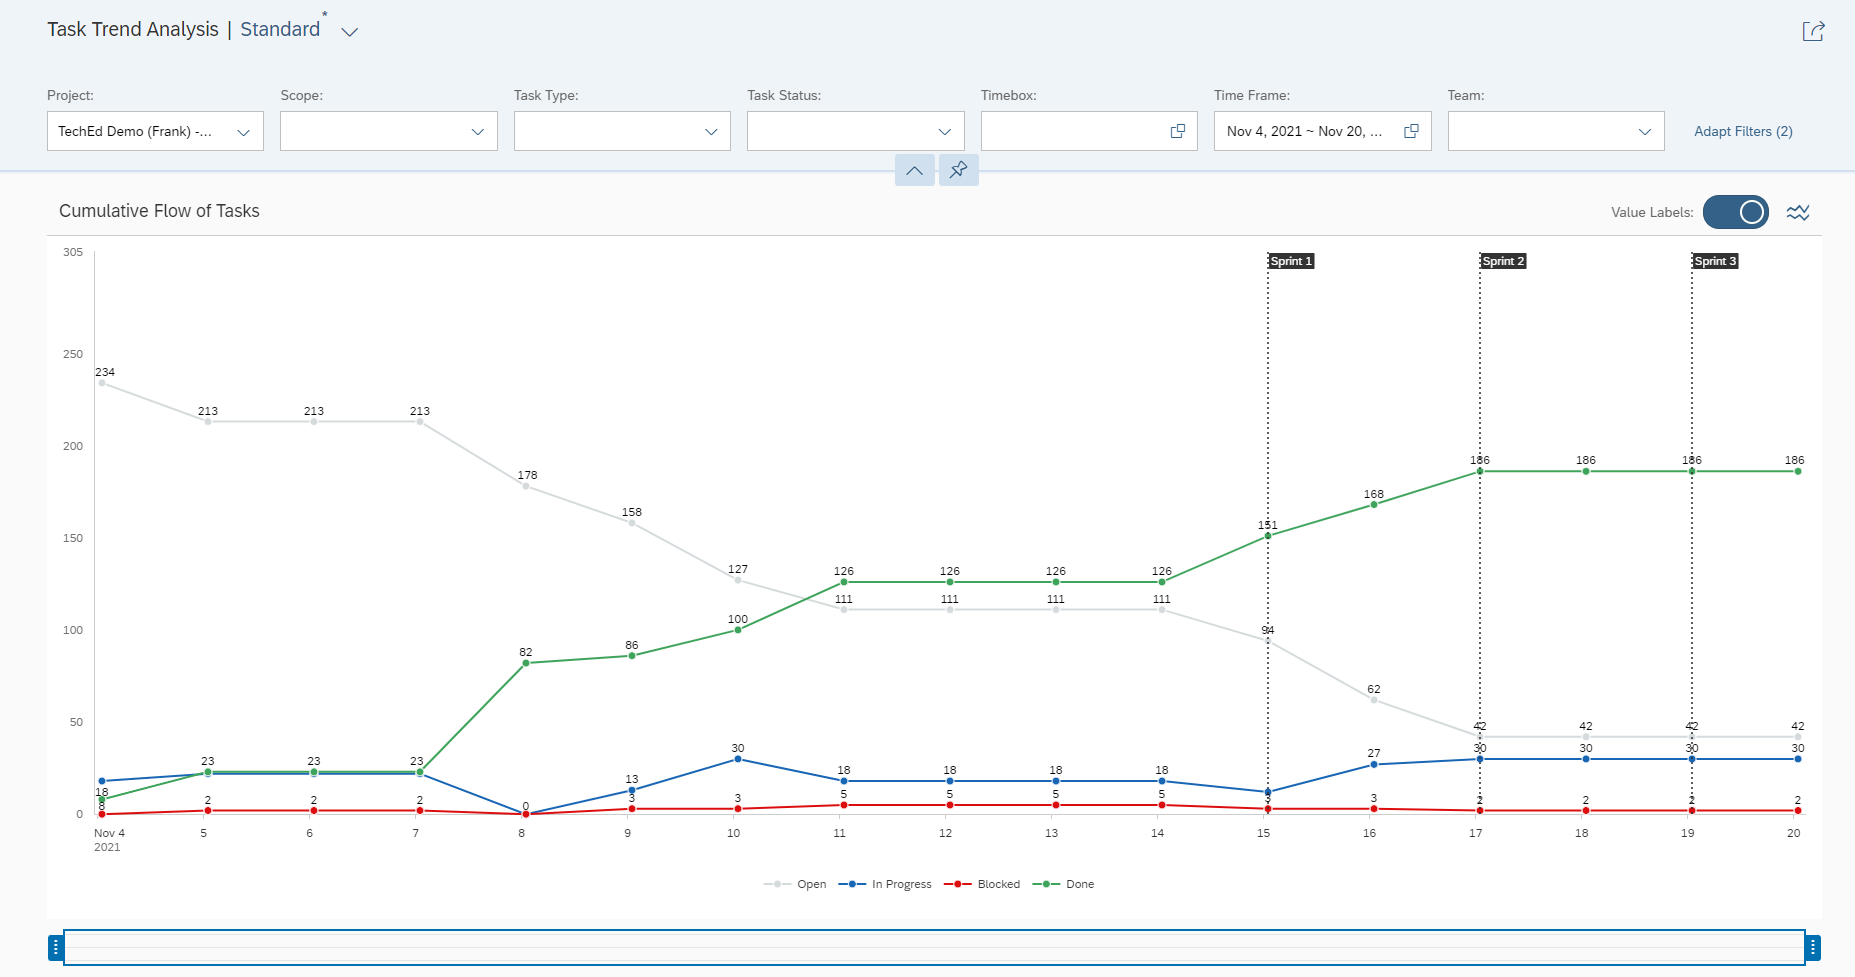 Task Trend Analysis | Standard *
Project: Scope: Task Type: Task Status: Timebox: Time Frame: Team:
TechEd Demo (Frank) -... Nov 4, 2021 ~ Nov 20, ... Adapt Filters (2)
Cumulative Flow of Tasks Value Labels:
305
Sprint 1 Sprint 2 Sprint 3
250
234
213 213 213
200
186 186 186 186
178
168
158
151
150
127
126 126 126 126
111 111 111 111
100
100
94
86
82
62
50
42 42 42 42
30 30 30 30 30
27
23 23 23
18 18 18 18
13
18
8
2 2 2 0 3 3 5 5 5 5 3 3 2 2 2 2
0
Nov 4 5 6 7 8 9 10 11 12 13 14 15 16 17 18 19 20
2021
Open In Progress Blocked Done